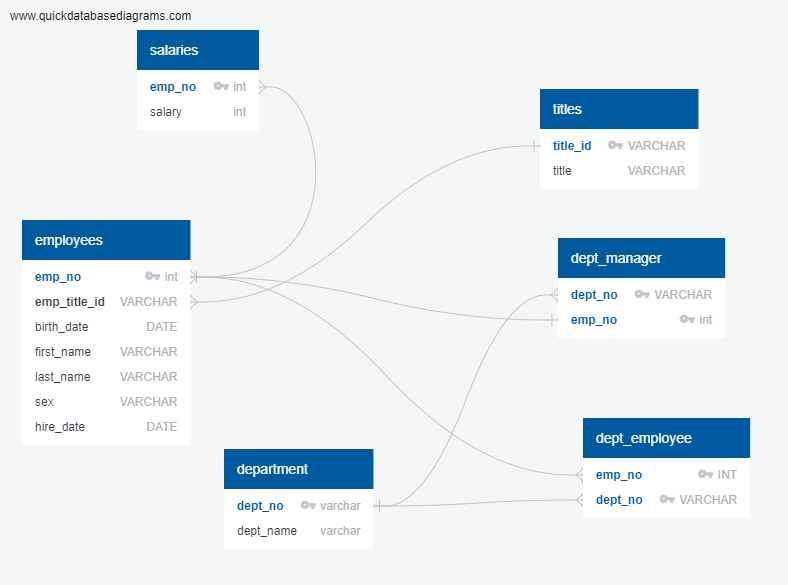 www.quickdatabasediagrams.com
salaries
emp_no int
salary int
titles
title_id VARCHAR
title VARCHAR
employees
emp_no int
emp_title_id VARCHAR
birth_date DATE
first_name VARCHAR
last_name VARCHAR
sex VARCHAR
hire_date DATE
dept_manager
dept_no VARCHAR
emp_no int
department
dept_no varchar
dept_name varchar
dept_employee
emp_no INT
dept_no VARCHAR